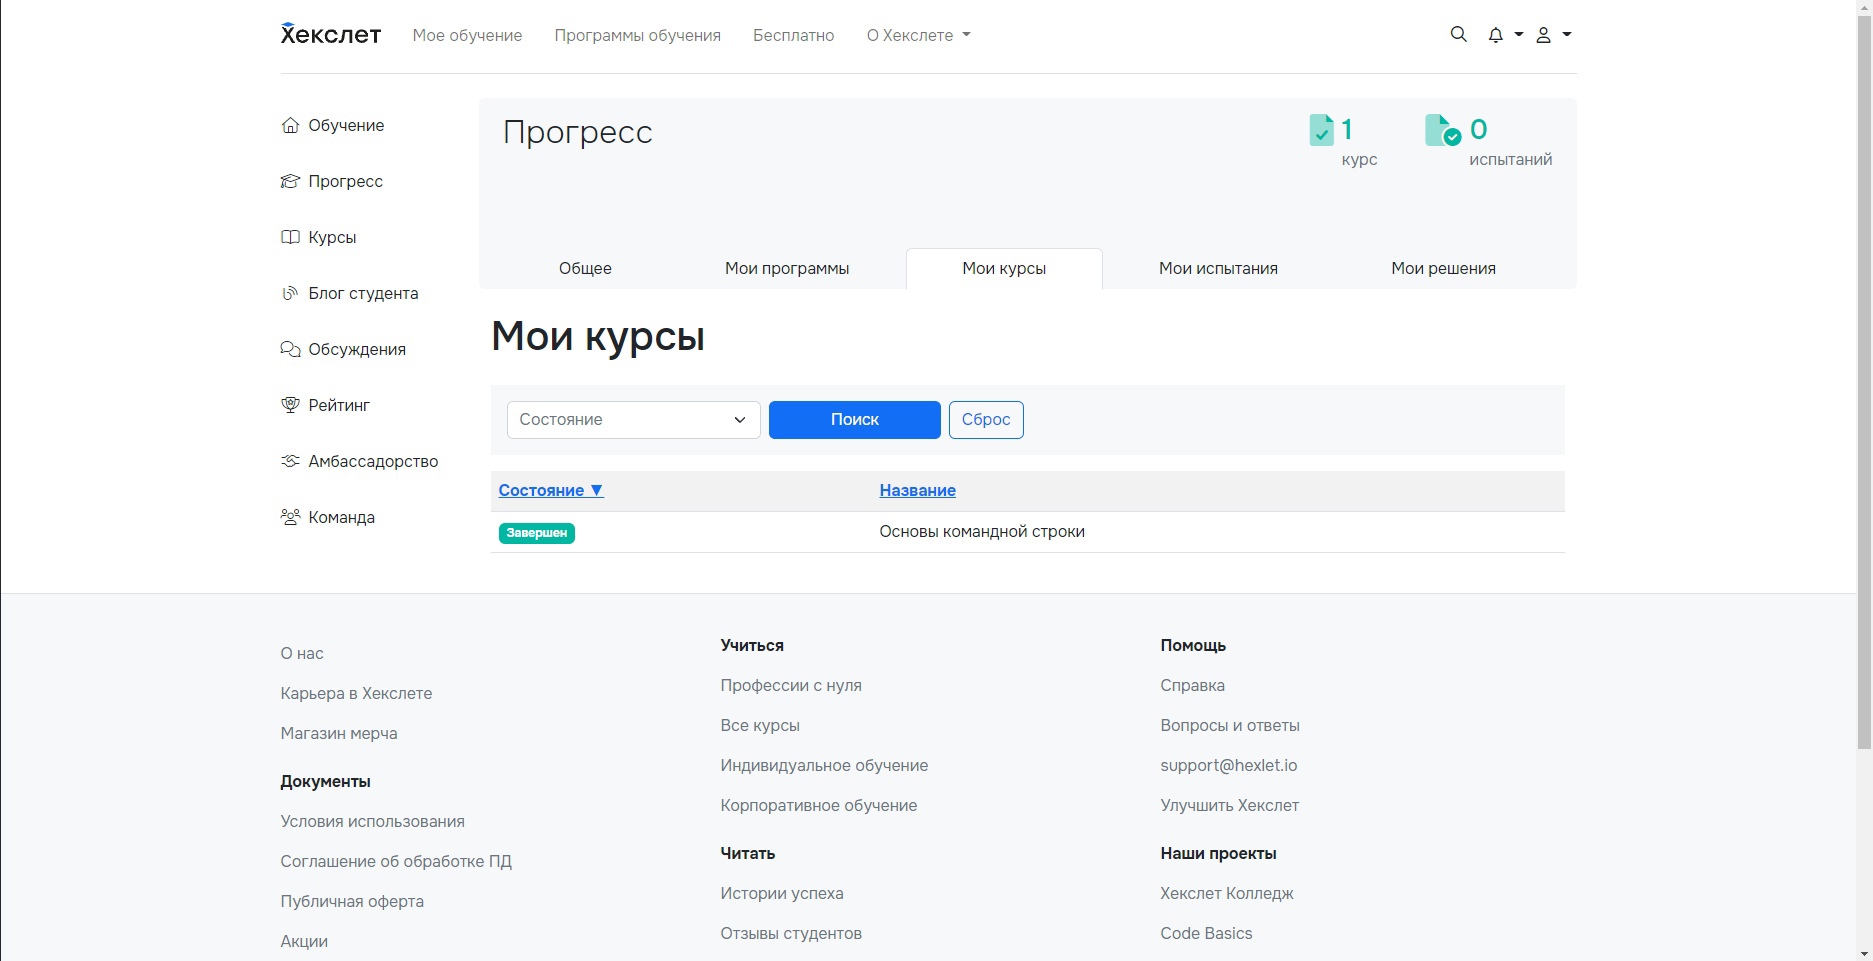 Хекслет Мое обучение Программы обучения Бесплатно О Хекслете
Обучение
Прогресс
Курсы
Блог студента
Обсуждения
Рейтинг
Амбассадорство
Команда
Прогресс
1
курс
0
испытаний
Общее Мои программы Мои курсы Мои испытания Мои решения
Мои курсы
Состояние Поиск Сброс
Состояние ▼ Название
Завершен Основы командной строки
О нас
Карьера в Хекслете
Магазин мерча
Документы
Условия использования
Соглашение об обработке ПД
Публичная оферта
Акции
Учиться
Профессии с нуля
Все курсы
Индивидуальное обучение
Корпоративное обучение
Читать
Истории успеха
Отзывы студентов
Помощь
Справка
Вопросы и ответы
support@hexlet.io
Улучшить Хекслет
Наши проекты
Хекслет Колледж
Code Basics